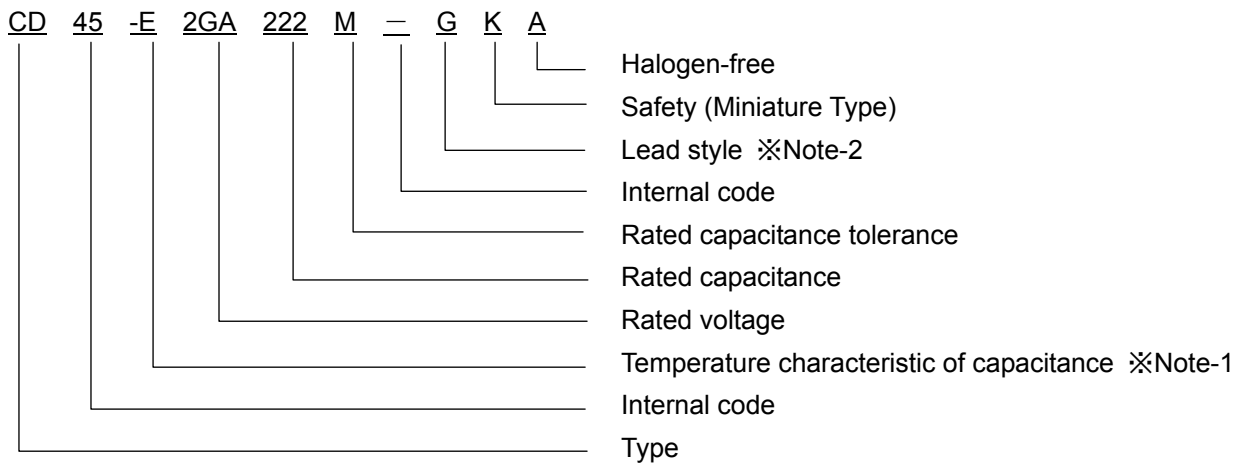 CD 45 -E 2GA 222 M － G K A
Halogen-free
Safety (Miniature Type)
Lead style ※Note-2
Internal code
Rated capacitance tolerance
Rated capacitance
Rated voltage
Temperature characteristic of capacitance ※Note-1
Internal code
Type